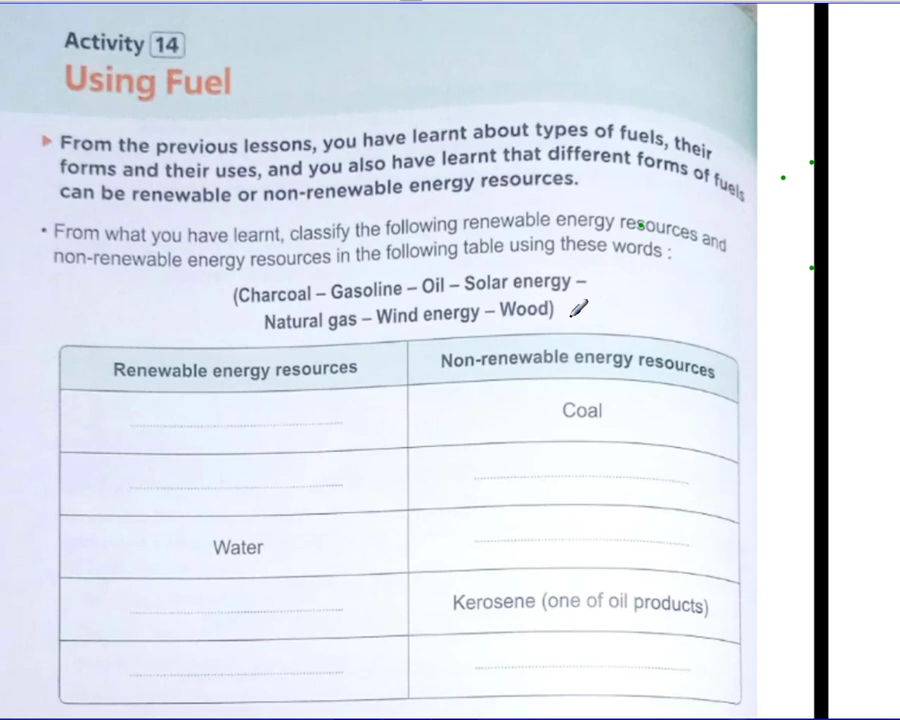 Activity 14
Using Fuel
From the previous lessons, you have learnt about types of fuels, their
forms and their uses, and you also have learnt that different forms of fuels
can be renewable or non-renewable energy resources.
• From what you have learnt, classify the following renewable energy resources and
non-renewable energy resources in the following table using these words :
(Charcoal – Gasoline – Oil – Solar energy –
Natural gas – Wind energy – Wood)
Renewable energy resources
Non-renewable energy resources
Coal
Water
Kerosene (one of oil products)